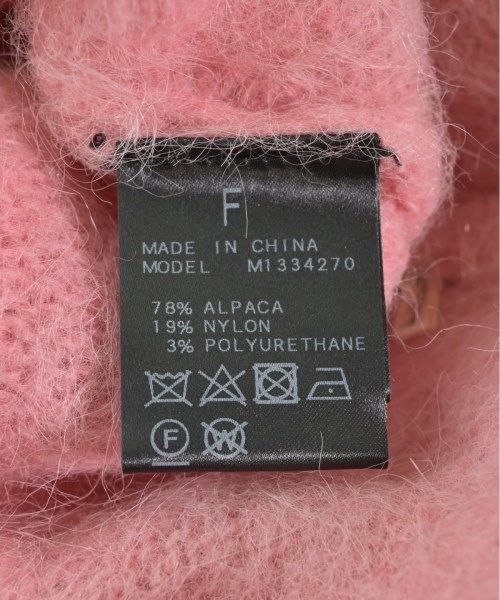 F
MADE IN CHINA
MODEL M1334270
78% ALPACA
19% NYLON
3% POLYURETHANE
F W